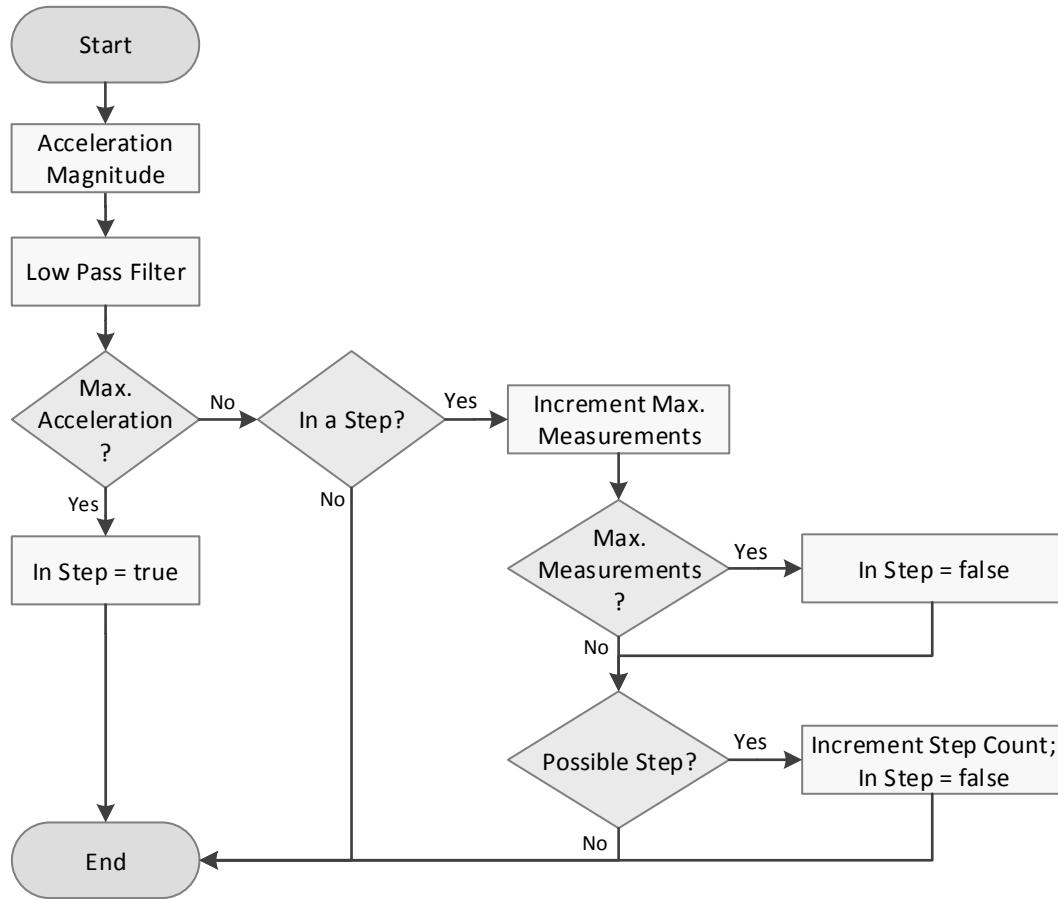 Start
Acceleration
Magnitude
Low Pass Filter
Max.
Acceleration
?
No
In a Step?
Yes
Increment Max.
Measurements
Yes
No
In Step = true
Max.
Measurements
?
Yes
In Step = false
No
Possible Step?
Yes
Increment Step Count;
In Step = false
No
End